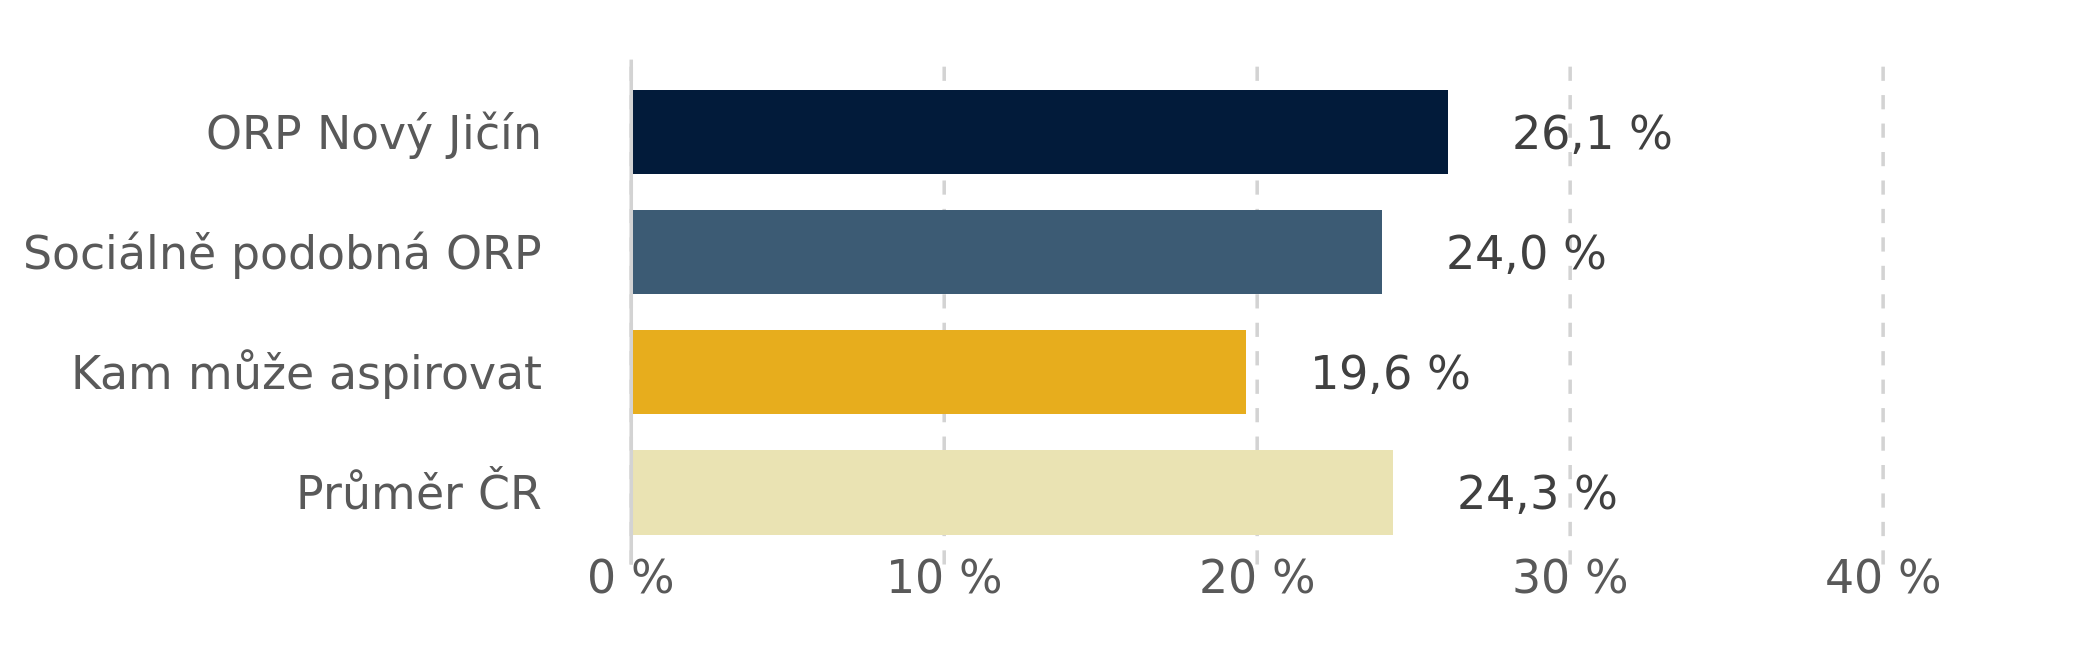 ORP Nový Jičín
26,1 %
Sociálně podobná ORP
24,0 %
Kam může aspirovat
19,6 %
Průměr ČR
24,3 %
0 % 10 % 20 % 30 % 40 %